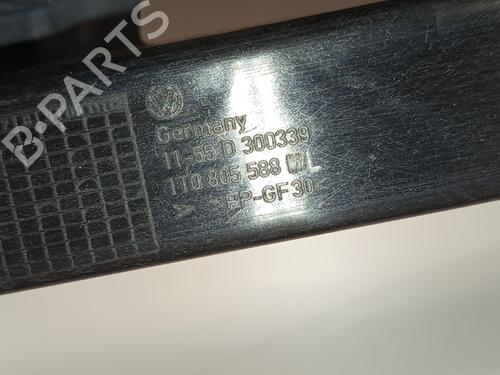 B-PARTS
Germany
11-55 D 300339
1T0 805 588
>PP-GF30<